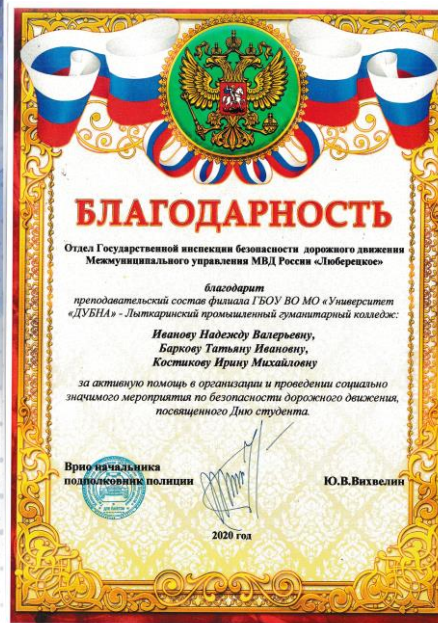 БЛАГОДАРНОСТЬ
Отдел Государственной инспекции безопасности дорожного движения
Межмуниципального управления МВД России «Люберецкое»
благодарит
преподавательский состав филиала ГБОУ ВО МО «Университет
«ДУБНА» - Лыткаринский промышленный гуманитарный колледж:
Иванову Надежду Валерьевну,
Баркову Татьяну Ивановну,
Костикову Ирину Михайловну
за активную помощь в организации и проведении социально
значимого мероприятия по безопасности дорожного движения,
посвященного Дню студента.
Врио начальника
подполковник полиции
Ю.В.Вихвелин
2020 год